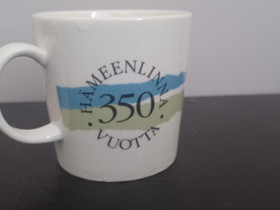 HÄMEENLINNA
350
· VUOTTA ·